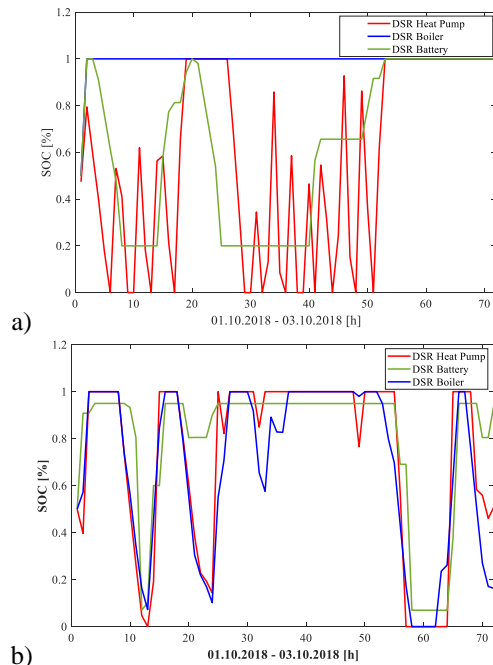 DSR Heat Pump
DSR Boiler
DSR Battery
SOC [%]
1.2
1
0.8
0.6
0.4
0.2
0
0 10 20 30 40 50 60 70
01.10.2018 - 03.10.2018 [h]
a)
DSR Heat Pump
DSR Battery
DSR Boiler
SOC [%]
1.2
1
0.8
0.6
0.4
0.2
0
0 10 20 30 40 50 60 70
01.10.2018 - 03.10.2018 [h]
b)